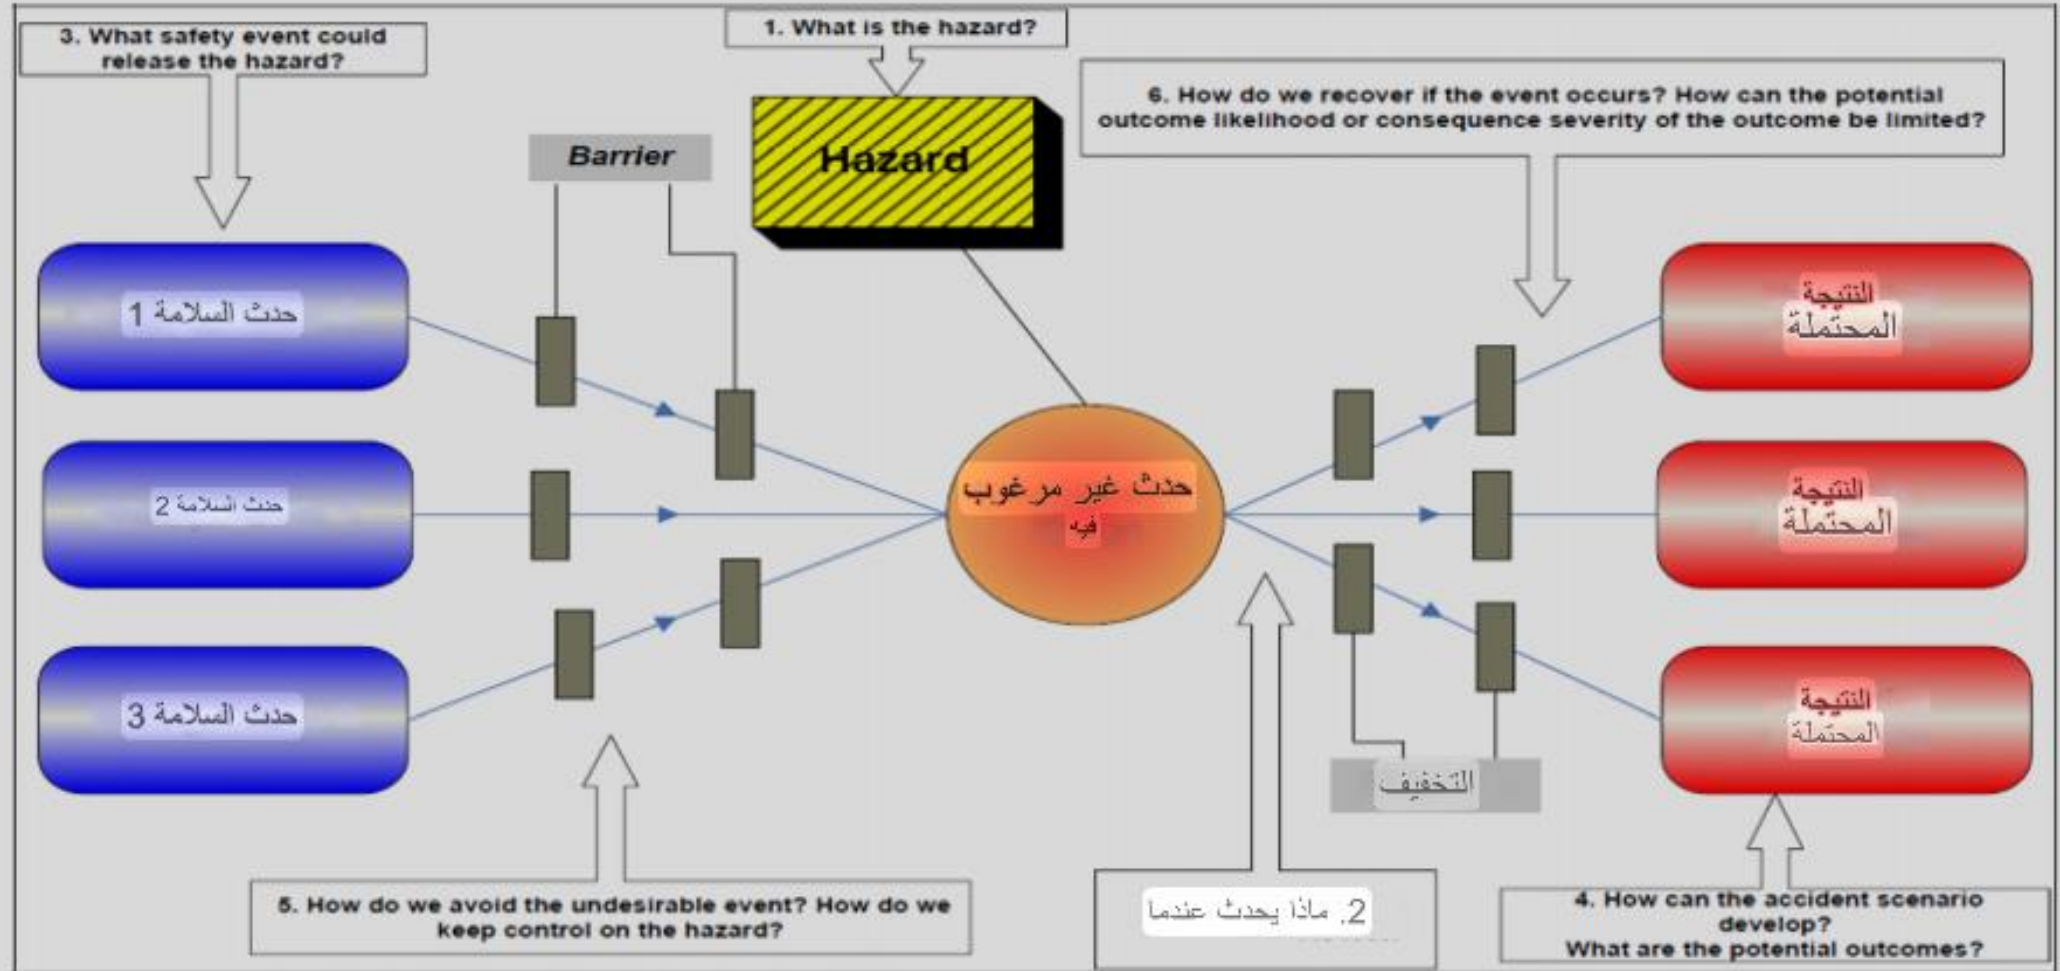 3. What safety event could
release the hazard?
1. What is the hazard?
6. How do we recover if the event occurs? How can the potential
outcome likelihood or consequence severity of the outcome be limited?
Barrier
Hazard
حدث السلامة 1
النتيجة
المحتملة
حدث السلامة 2
حدث غير مرغوب
فيه
النتيجة
المحتملة
حدث السلامة 3
النتيجة
المحتملة
التخفيف
5. How do we avoid the undesirable event? How do we
keep control on the hazard?
2. ماذا يحدث عندما
4. How can the accident scenario
develop?
What are the potential outcomes?